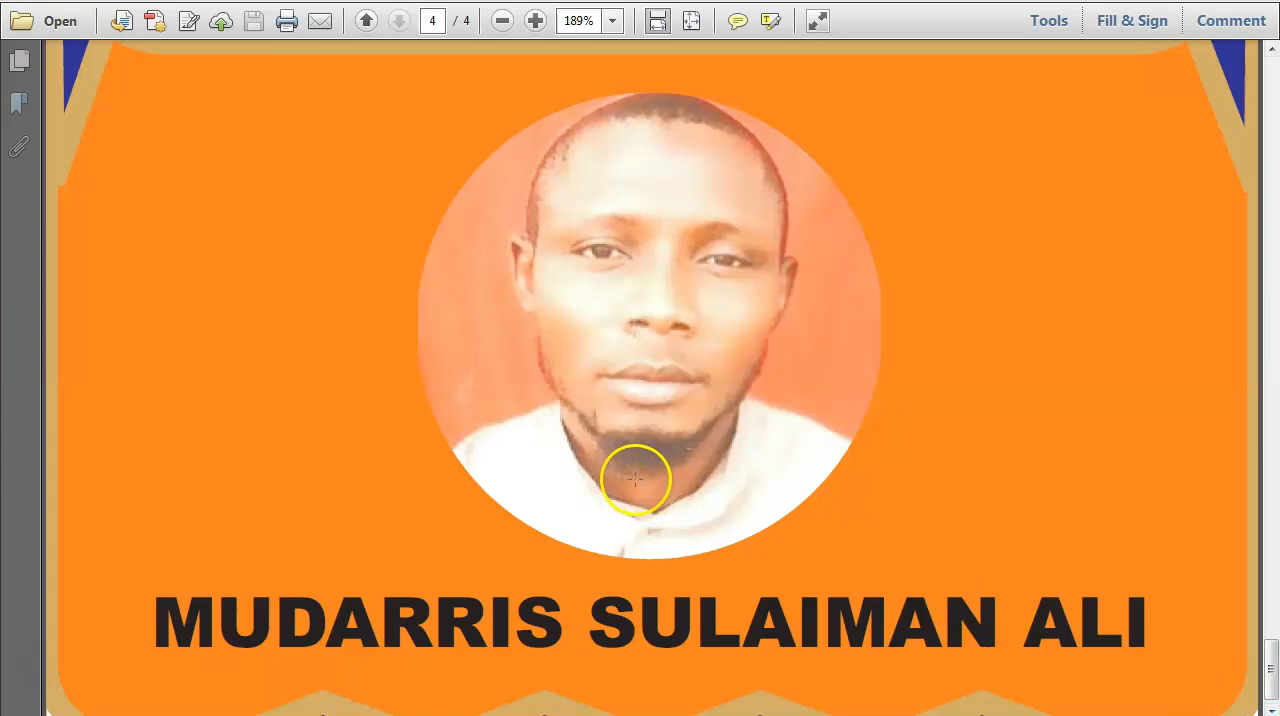 Open
4 / 4
189%
Tools
Fill & Sign
Comment
MUDARRIS SULAIMAN ALI